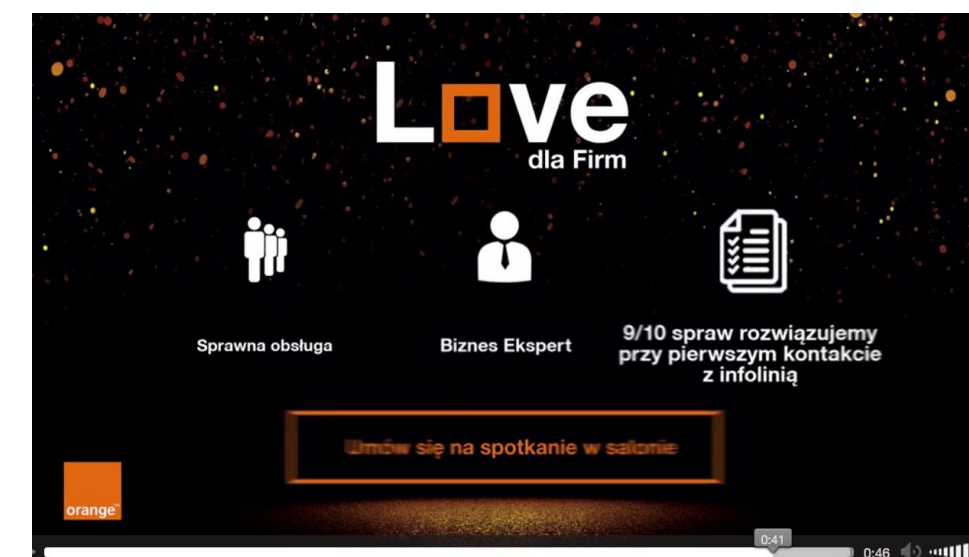 Love
dla Firm
Sprawna obsługa
Biznes Ekspert
9/10 spraw rozwiązujemy
przy pierwszym kontakcie
z infolinią
Umów się na spotkanie w salonie
orange™
0:41
0:46